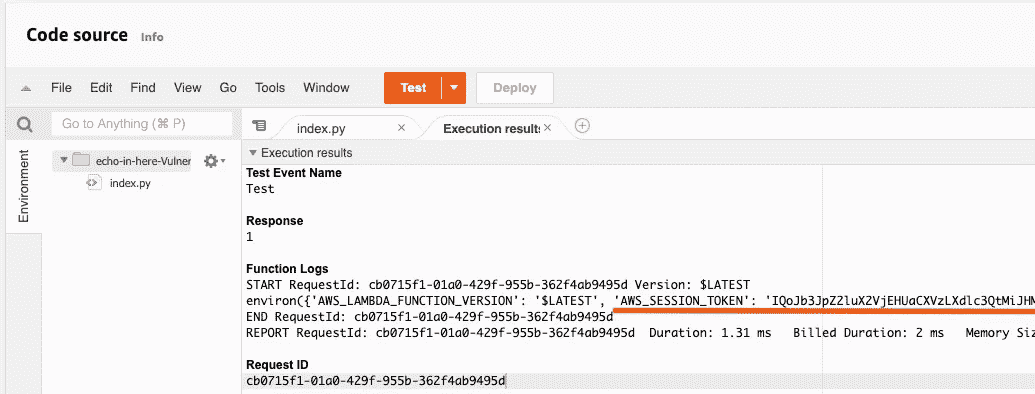 Code source Info
File Edit Find View Go Tools Window Test Deploy
Go to Anything (⌘ P)
index.py × Execution results ×
Environment
echo-in-here-Vulner
index.py
Execution results
Test Event Name
Test
Response
1
Function Logs
START RequestId: cb0715f1-01a0-429f-955b-362f4ab9495d Version: $LATEST
environ({'AWS_LAMBDA_FUNCTION_VERSION': '$LATEST', 'AWS_SESSION_TOKEN': 'IQoJb3JpZ2luX2VjEHUaCXVzLXdlc3QtMiJHM
END RequestId: cb0715f1-01a0-429f-955b-362f4ab9495d
REPORT RequestId: cb0715f1-01a0-429f-955b-362f4ab9495d Duration: 1.31 ms Billed Duration: 2 ms Memory Siz
Request ID
cb0715f1-01a0-429f-955b-362f4ab9495d